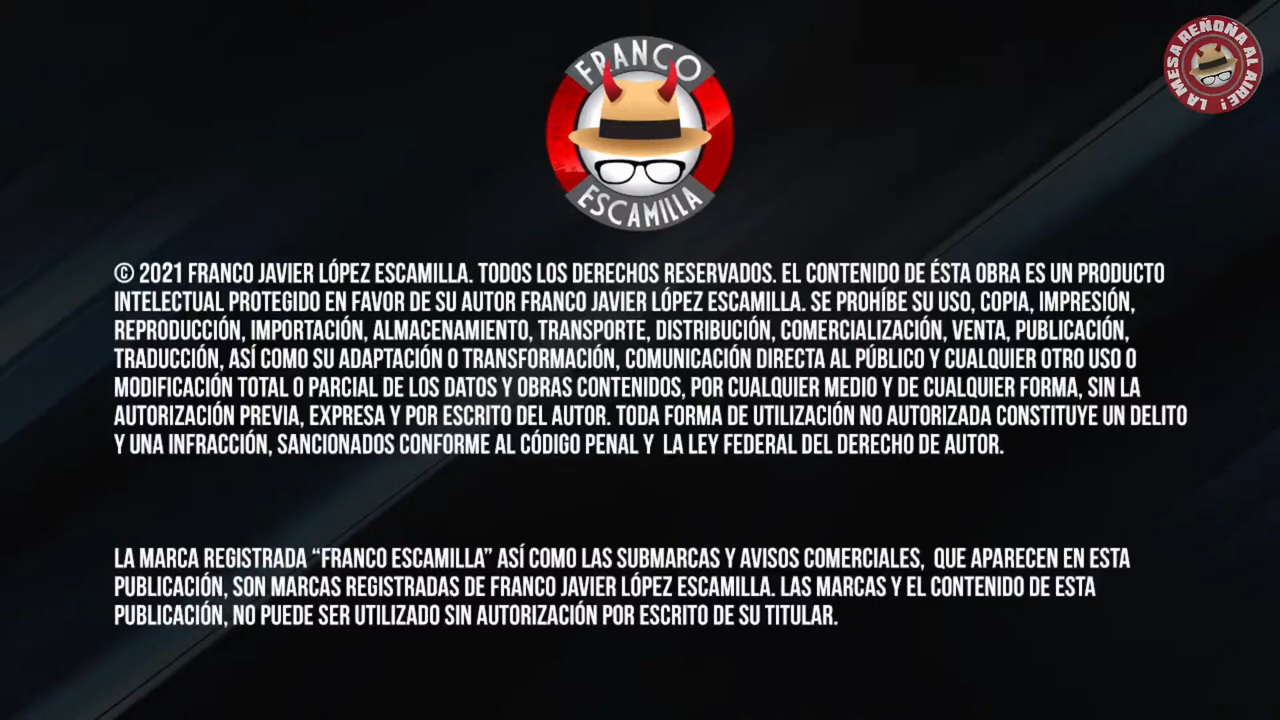 FRANCO
ESCAMILLA
LA MESA REÑOÑA AL AIRE!
© 2021 FRANCO JAVIER LÓPEZ ESCAMILLA. TODOS LOS DERECHOS RESERVADOS. EL CONTENIDO DE ÉSTA OBRA ES UN PRODUCTO
INTELECTUAL PROTEGIDO EN FAVOR DE SU AUTOR FRANCO JAVIER LÓPEZ ESCAMILLA. SE PROHÍBE SU USO, COPIA, IMPRESIÓN,
REPRODUCCIÓN, IMPORTACIÓN, ALMACENAMIENTO, TRANSPORTE, DISTRIBUCIÓN, COMERCIALIZACIÓN, VENTA, PUBLICACIÓN,
TRADUCCIÓN, ASÍ COMO SU ADAPTACIÓN O TRANSFORMACIÓN, COMUNICACIÓN DIRECTA AL PÚBLICO Y CUALQUIER OTRO USO O
MODIFICACIÓN TOTAL O PARCIAL DE LOS DATOS Y OBRAS CONTENIDOS, POR CUALQUIER MEDIO Y DE CUALQUIER FORMA, SIN LA
AUTORIZACIÓN PREVIA, EXPRESA Y POR ESCRITO DEL AUTOR. TODA FORMA DE UTILIZACIÓN NO AUTORIZADA CONSTITUYE UN DELITO
Y UNA INFRACCIÓN, SANCIONADOS CONFORME AL CÓDIGO PENAL Y  LA LEY FEDERAL DEL DERECHO DE AUTOR.
LA MARCA REGISTRADA “FRANCO ESCAMILLA” ASÍ COMO LAS SUBMARCAS Y AVISOS COMERCIALES,  QUE APARECEN EN ESTA
PUBLICACIÓN, SON MARCAS REGISTRADAS DE FRANCO JAVIER LÓPEZ ESCAMILLA. LAS MARCAS Y EL CONTENIDO DE ESTA
PUBLICACIÓN, NO PUEDE SER UTILIZADO SIN AUTORIZACIÓN POR ESCRITO DE SU TITULAR.